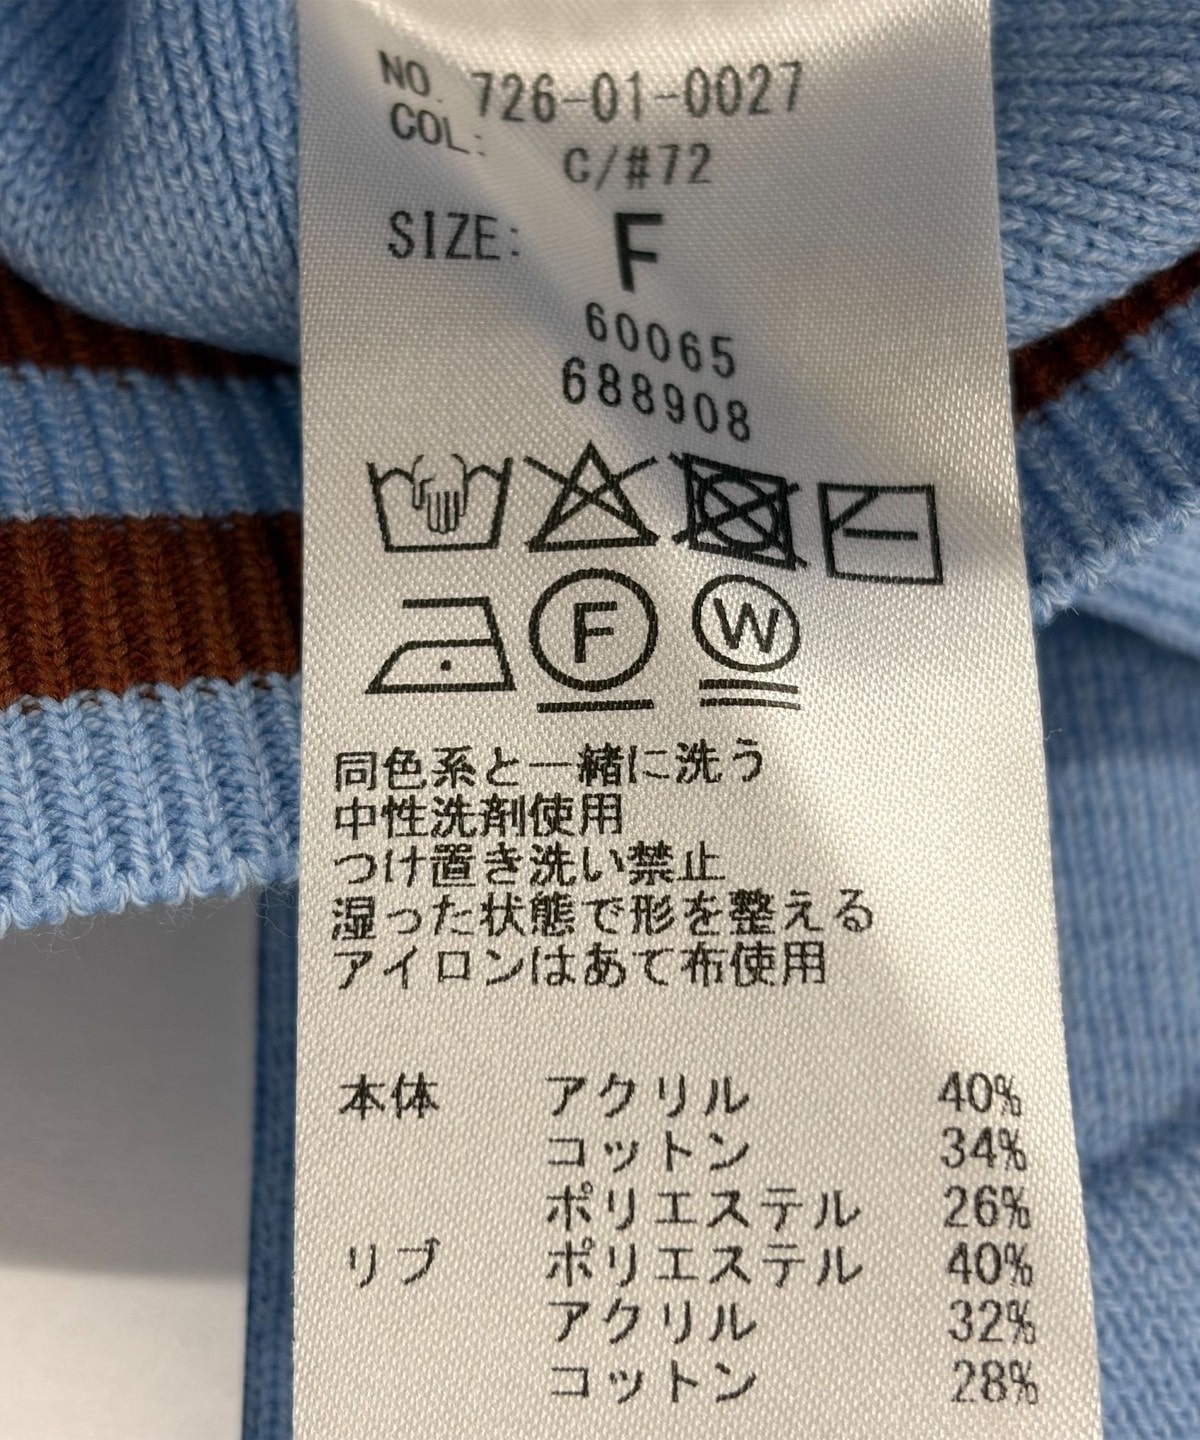 NO. 726-01-0027
COL: C/#72
SIZE: F
60065
688908
F W
同色系と一緒に洗う
中性洗剤使用
つけ置き洗い禁止
湿った状態で形を整える
アイロンはあて布使用
本体 アクリル 40%
コットン 34%
ポリエステル 26%
リブ ポリエステル 40%
アクリル 32%
コットン 28%